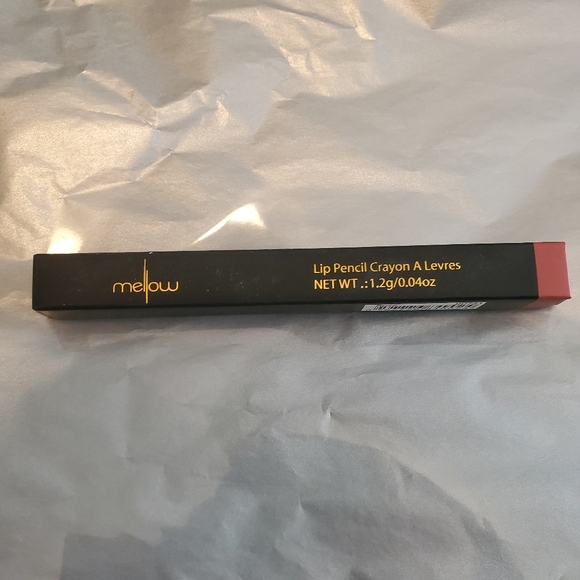 mellow
Lip Pencil Crayon A Levres
NET WT .:1.2g/0.04oz